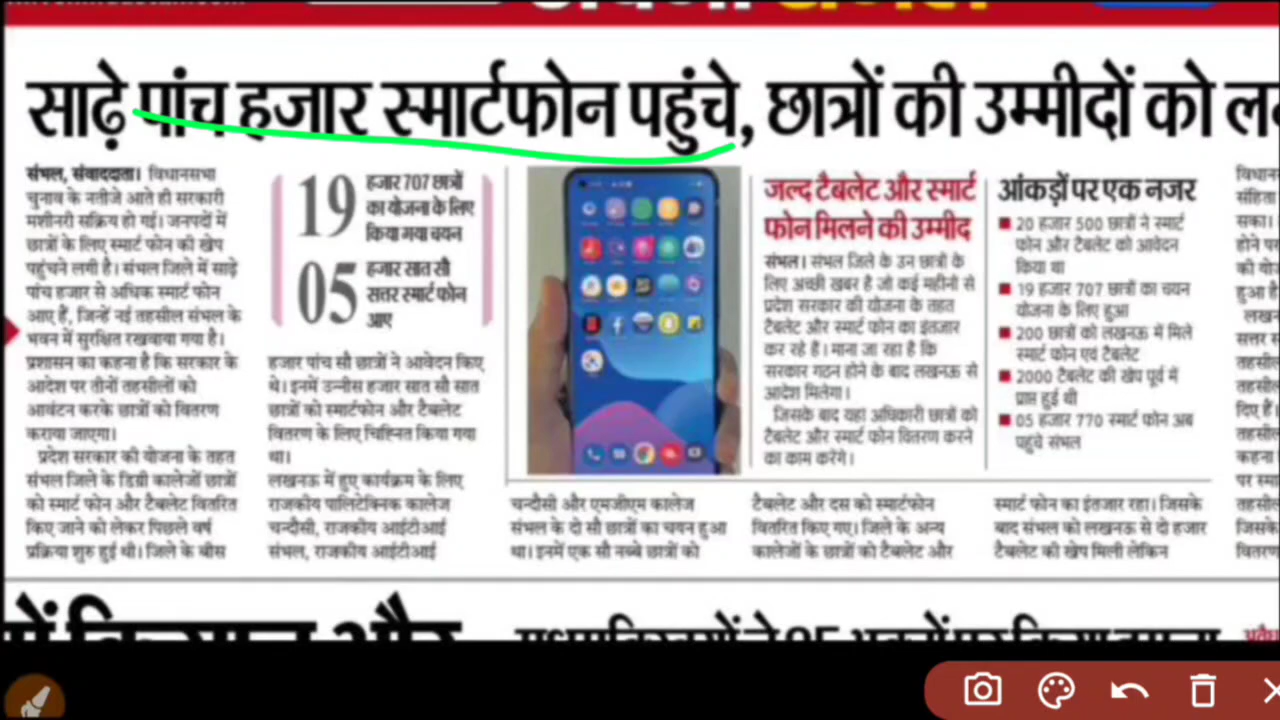 साढ़े पांच हजार स्मार्टफोन पहुंचे, छात्रों की उम्मीदों को
संभल, संवाददाता। विधानसभा
चुनाव के नतीजे आते ही सरकारी
मशीनरी सक्रिय हो गई। जनपदों में
छात्रों के लिए स्मार्ट फोन की खेप
पहुंचने लगी है। संभल जिले में साढ़े
पांच हजार से अधिक स्मार्ट फोन
आए हैं, जिन्हें नई तहसील संभल के
भवन में सुरक्षित रखवाया गया है।
प्रशासन का कहना है कि सरकार के
आदेश पर तीनों तहसीलों को
आवंटन करके छात्रों को वितरण
कराया जाएगा।
प्रदेश सरकार की योजना के तहत
संभल जिले के डिग्री कालेजों छात्रों
को स्मार्ट फोन और टैबलेट वितरित
किए जाने को लेकर पिछले वर्ष
प्रक्रिया शुरु हुई थी। जिले के बीस
19 हजार 707 छात्रों
का योजना के लिए
किया गया चयन
05 हजार सात सौ
सत्तर स्मार्ट फोन
आए
हजार पांच सौ छात्रों ने आवेदन किए
थे। इनमें उन्नीस हजार सात सौ सात
छात्रों को स्मार्टफोन और टैबलेट
वितरण के लिए चिह्नित किया गया
था।
लखनऊ में हुए कार्यक्रम के लिए
राजकीय पालिटेक्निक कालेज
चन्दौसी, राजकीय आईटीआई
संभल, राजकीय आईटीआई
चन्दौसी और एमजीएम कालेज
संभल के दो सौ छात्रों का चयन हुआ
था। इनमें एक सौ नब्बे छात्रों को
टैबलेट और दस को स्मार्टफोन
वितरित किए गए। जिले के अन्य
कालेजों के छात्रों को टैबलेट और
स्मार्ट फोन का इंतजार रहा। जिसके
बाद संभल को लखनऊ से दो हजार
टैबलेट की खेप मिली लेकिन
जल्द टैबलेट और स्मार्ट
फोन मिलने की उम्मीद
संभल। संभल जिले के उन छात्रों के
लिए अच्छी खबर है जो कई महीनो से
प्रदेश सरकार की योजना के तहत
टैबलेट और स्मार्ट फोन का इंतजार
कर रहे हैं। माना जा रहा है कि
सरकार गठन होने के बाद लखनऊ से
आदेश मिलेगा।
जिसके बाद यहां अधिकारी छात्रों को
टैबलेट और स्मार्ट फोन वितरण करने
का काम करेंगे।
आंकड़ों पर एक नजर
20 हजार 500 छात्रों ने स्मार्ट
फोन और टैबलेट को आवेदन
किया था
19 हजार 707 छात्रों का चयन
योजना के लिए हुआ
200 छात्रों को लखनऊ में मिले
स्मार्ट फोन एवं टैबलेट
2000 टैबलेट की खेप पूर्व में
प्राप्त हुई थी
05 हजार 770 स्मार्ट फोन अब
पहुंचे संभल